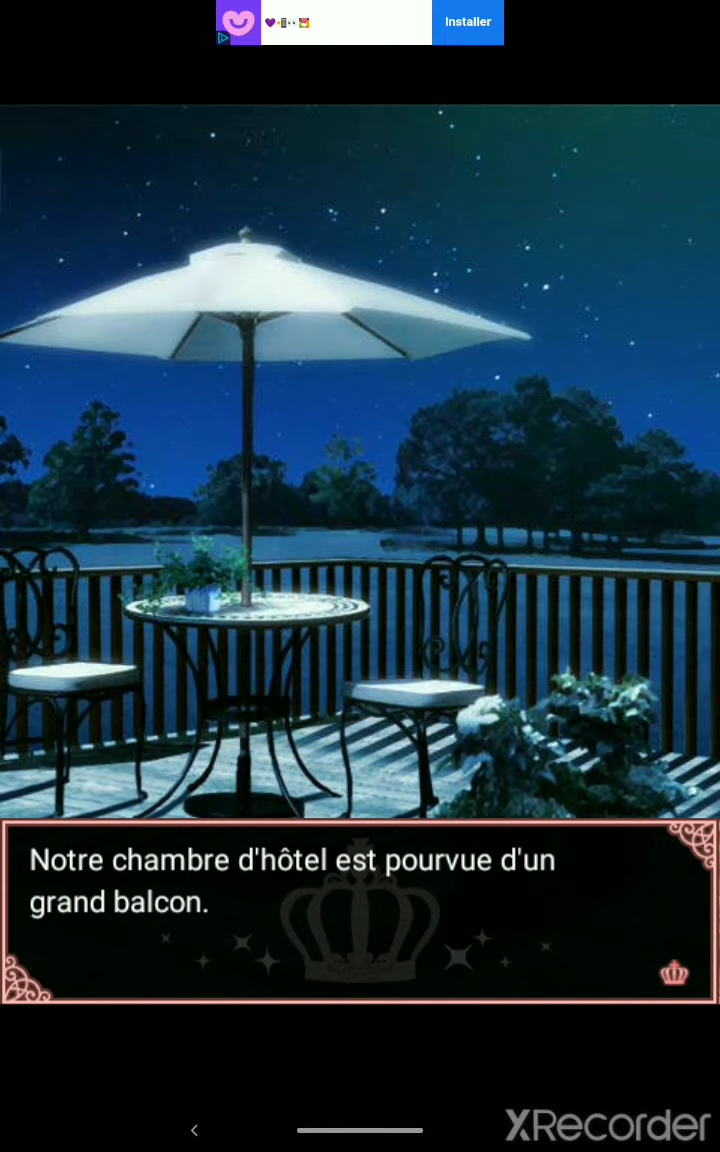 Installer
Notre chambre d'hôtel est pourvue d'un
grand balcon.
XRecorder